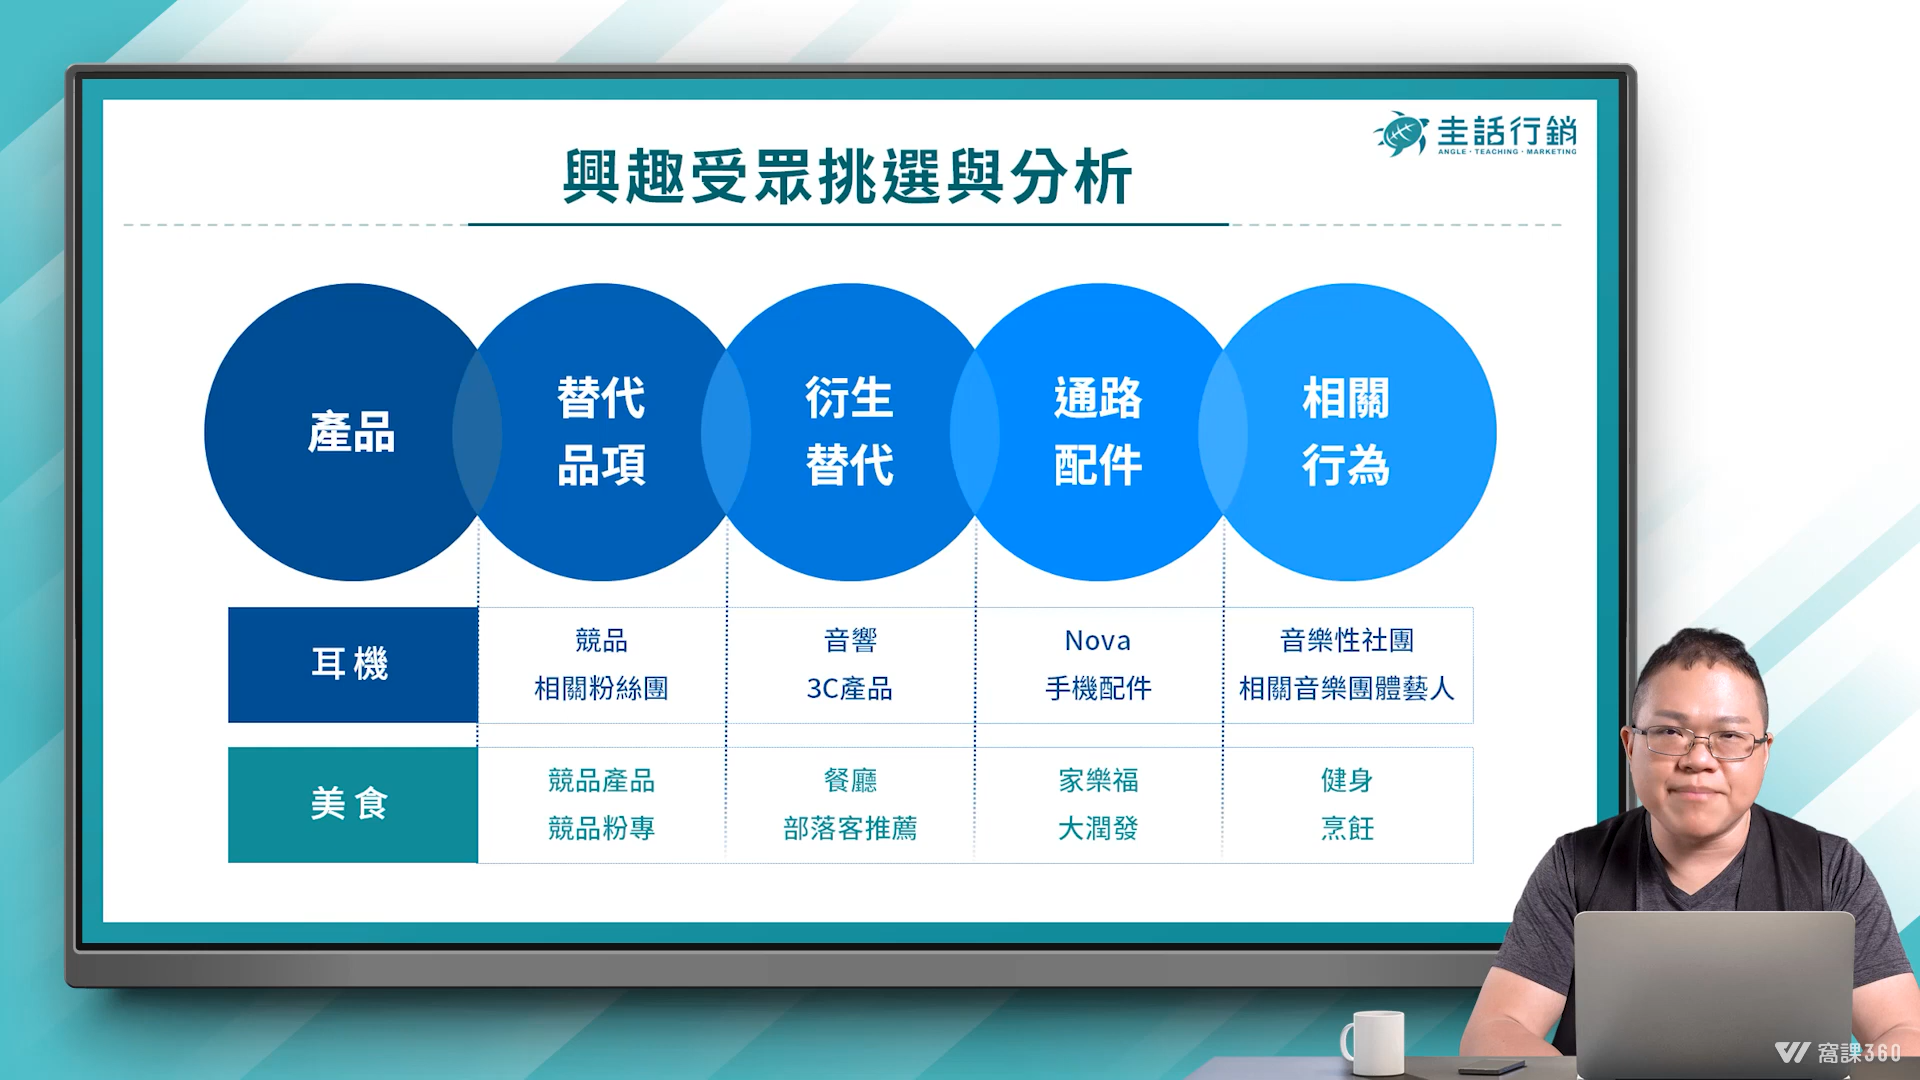 圭話行銷
ANGLE · TEACHING · MARKETING
興趣受眾挑選與分析
產品
替代
品項
衍生
替代
通路
配件
相關
行為
耳機
競品
相關粉絲團
音響
3C產品
Nova
手機配件
音樂性社團
相關音樂團體藝人
美食
競品產品
競品粉專
餐廳
部落客推薦
家樂福
大潤發
健身
烹飪
窩課360